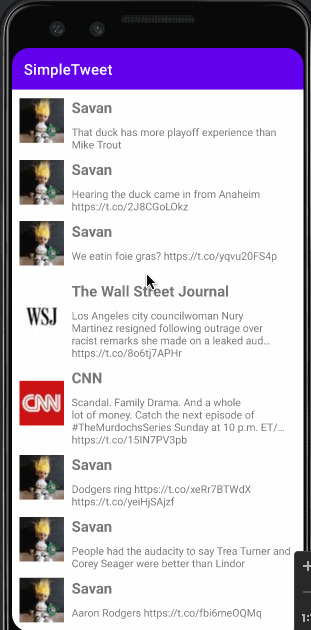 SimpleTweet
Savan
That duck has more playoff experience than
Mike Trout
Savan
Hearing the duck came in from Anaheim
https://t.co/2J8CGoLOkz
Savan
We eatin foie gras? https://t.co/yqvu20FS4p
The Wall Street Journal
WSJ
Los Angeles city councilwoman Nury
Martinez resigned following outrage over
racist remarks she made on a leaked aud…
https://t.co/8o6tj7APHr
CNN
CNN
Scandal. Family Drama. And a whole
lot of money. Catch the next episode of
#TheMurdochsSeries Sunday at 10 p.m. ET/…
https://t.co/15IN7PV3pb
Savan
Dodgers ring https://t.co/xeRr7BTWdX
https://t.co/yeiHjSAjzf
Savan
People had the audacity to say Trea Turner and
Corey Seager were better than Lindor
Savan
Aaron Rodgers https://t.co/fbi6meOQMq